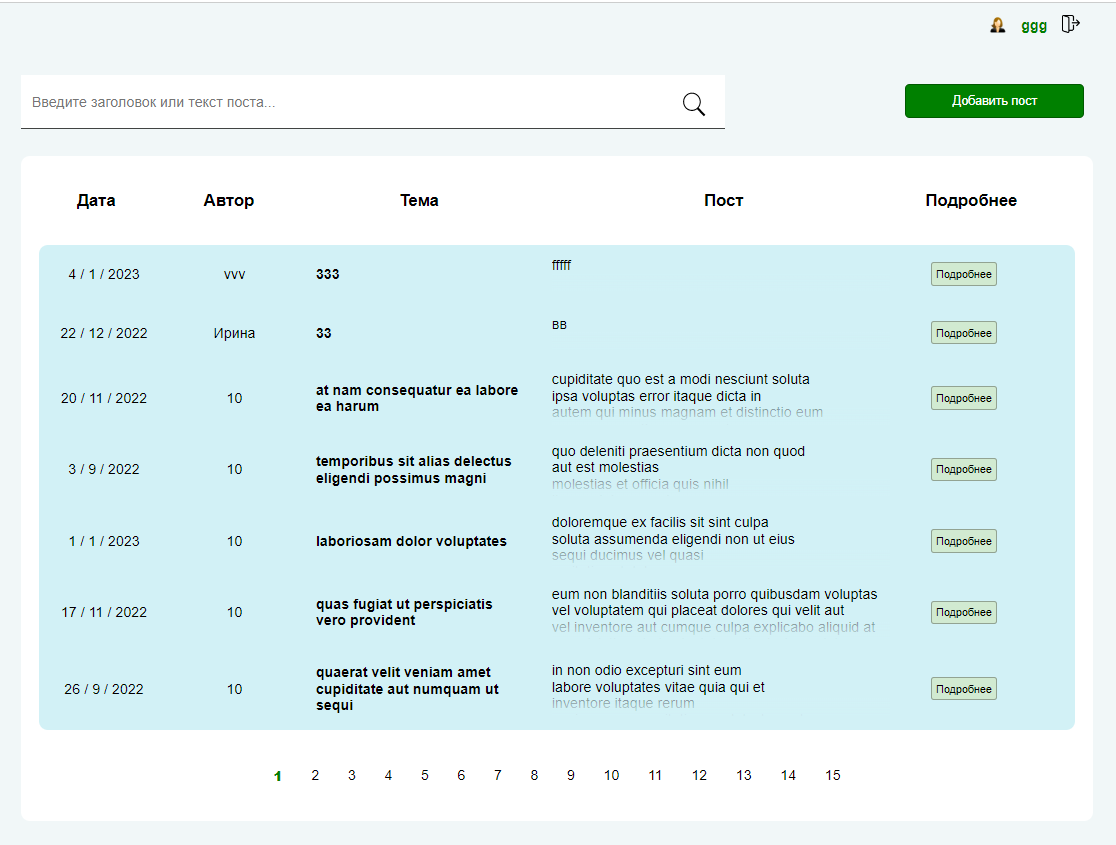 ggg
Введите заголовок или текст поста...
Добавить пост
Дата Автор Тема Пост Подробнее
4 / 1 / 2023 vvv 333 fffff Подробнее
22 / 12 / 2022 Ирина 33 BB Подробнее
20 / 11 / 2022 10 at nam consequatur ea labore ea harum
cupiditate quo est a modi nesciunt soluta
ipsa voluptas error itaque dicta in
autem qui minus magnam et distinctio eum
Подробнее
3 / 9 / 2022 10 temporibus sit alias delectus
eligendi possimus magni
quo deleniti praesentium dicta non quod
aut est molestias
molestias et officia quis nihil
Подробнее
1 / 1 / 2023 10 laboriosam dolor voluptates
doloremque ex facilis sit sint culpa
soluta assumenda eligendi non ut eius
sequi ducimus vel quasi
Подробнее
17 / 11 / 2022 10 quas fugiat ut perspiciatis
vero provident
eum non blanditiis soluta porro quibusdam voluptas
vel voluptatem qui placeat dolores qui velit aut
vel inventore aut cumque culpa explicabo aliquid at
Подробнее
26 / 9 / 2022 10 quaerat velit veniam amet
cupiditate aut numquam ut
sequi
in non odio excepturi sint eum
labore voluptates vitae quia qui et
inventore itaque rerum
Подробнее
1 2 3 4 5 6 7 8 9 10 11 12 13 14 15